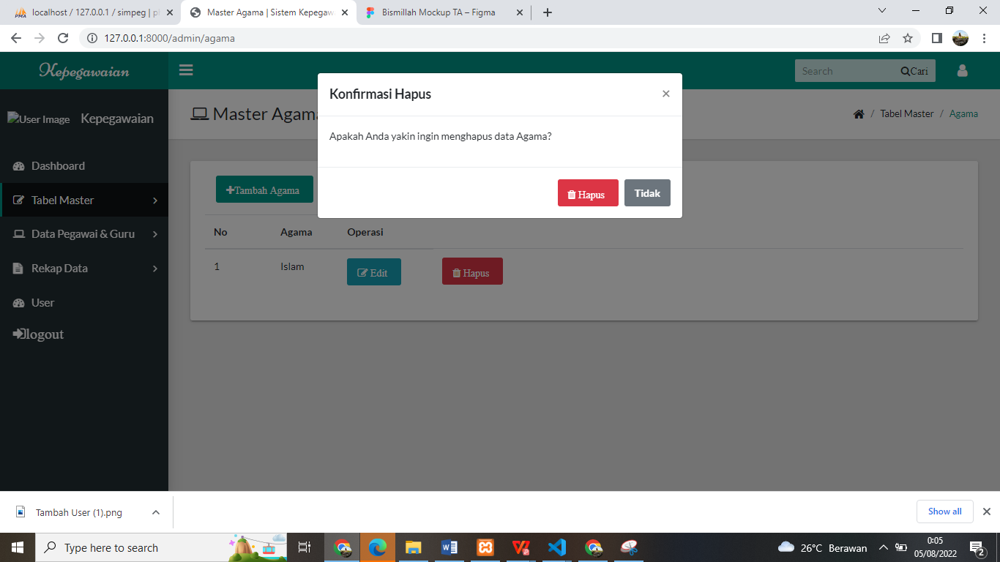 localhost / 127.0.0.1 / simpeg | p
Master Agama | Sistem Kepegaw
Bismillah Mockup TA – Figma
127.0.0.1:8000/admin/agama
Kepegawaian
Search
Cari
User Image
Kepegawaian
Master Agama
Tabel Master / Agama
Konfirmasi Hapus
Apakah Anda yakin ingin menghapus data Agama?
Hapus
Tidak
Dashboard
Tabel Master
Data Pegawai & Guru
Rekap Data
User
logout
Tambah Agama
No Agama Operasi
1 Islam Edit Hapus
Tambah User (1).png
Show all
Type here to search
26°C Berawan
0:05
05/08/2022
2